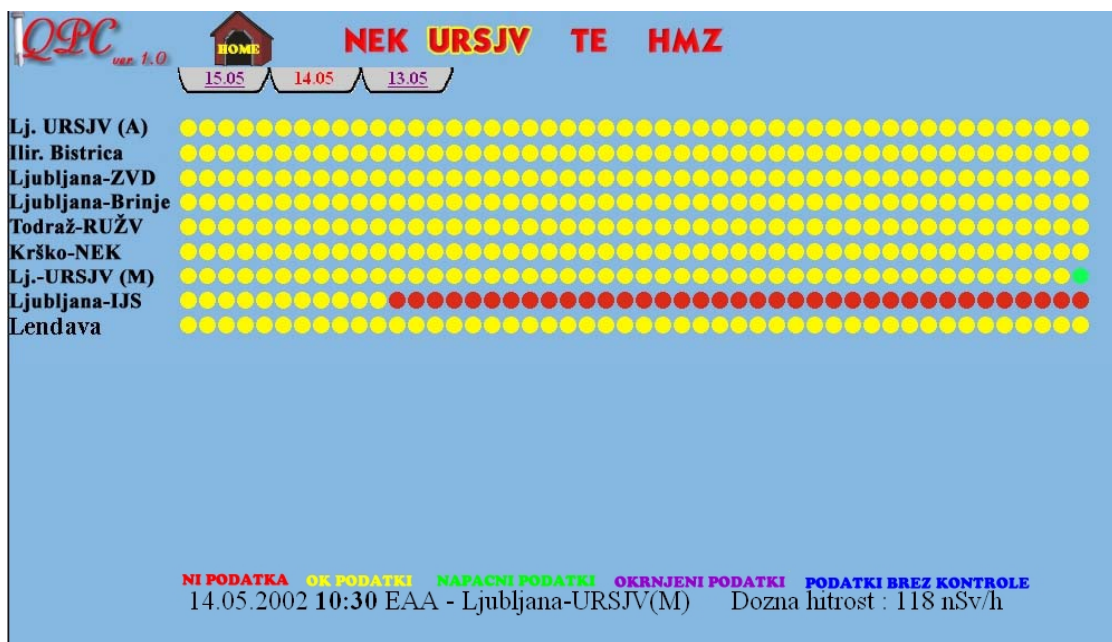 QPC ver. 1.0 HOME NEK URSJV TE HMZ
15.05 14.05 13.05
Lj. URSJV (A)
Ilir. Bistrica
Ljubljana-ZVD
Ljubljana-Brinje
Todraž-RUŽV
Krško-NEK
Lj.-URSJV (M)
Ljubljana-IJS
Lendava
NI PODATKA OK PODATKI NAPACNI PODATKI OKRNJENI PODATKI PODATKI BREZ KONTROLE
14.05.2002 10:30 EAA - Ljubljana-URSJV(M) Dozna hitrost : 118 nSv/h